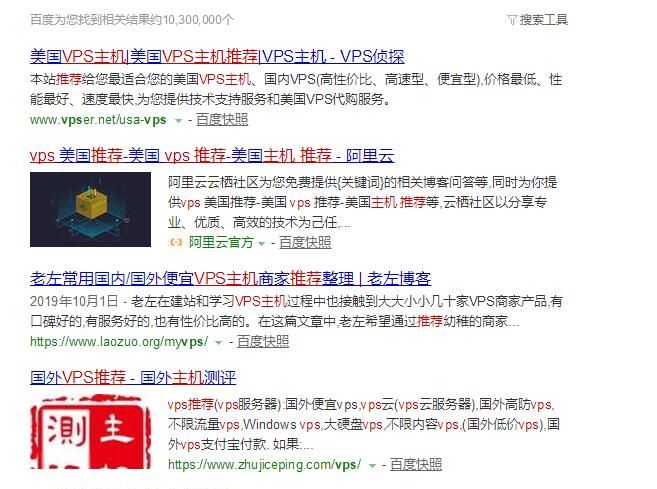 百度为您找到相关结果约10,300,000个 搜索工具
美国VPS主机|美国VPS主机推荐|VPS主机 - VPS侦探
本站推荐给您最适合您的美国VPS主机、国内VPS(高性价比、高速型、便宜型),价格最低、性
能最好、速度最快,为您提供技术支持服务和美国VPS代购服务。
www.vpser.net/usa-vps - 百度快照
vps 美国推荐-美国 vps 推荐-美国主机 推荐 - 阿里云
阿里云云栖社区为您免费提供{关键词}的相关博客问答等,同时为你提
供vps 美国推荐-美国 vps 推荐-美国主机 推荐等,云栖社区以分享专
业、优质、高效的技术为己任,...
阿里云官方 - 百度快照
老左常用国内/国外便宜VPS主机商家推荐整理 | 老左博客
2019年10月1日 - 老左在建站和学习VPS主机过程中也接触到大大小小几十家VPS商家产品,有
口碑好的,有服务好的,也有性价比高的。在这篇文章中,老左希望通过推荐幼稚的商家...
https://www.laozuo.org/myvps/ - 百度快照
国外VPS推荐 - 国外主机测评
vps推荐(vps服务器):国外便宜vps,vps云(vps云服务器),国外高防vps,
不限流量vps,Windows vps,大硬盘vps,不限内容vps,(国外低价vps),国
外vps支付宝付款. 如果:...
https://www.zhujiceping.com/vps/ - 百度快照
測主